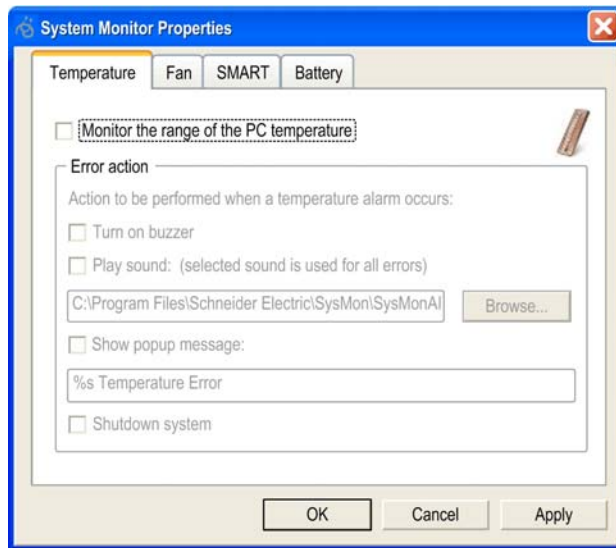 System Monitor Properties
Temperature Fan SMART Battery
Monitor the range of the PC temperature
Error action
Action to be performed when a temperature alarm occurs:
Turn on buzzer
Play sound: (selected sound is used for all errors)
C:\Program Files\Schneider Electric\SysMon\SysMonAl Browse...
Show popup message:
%s Temperature Error
Shutdown system
OK Cancel Apply